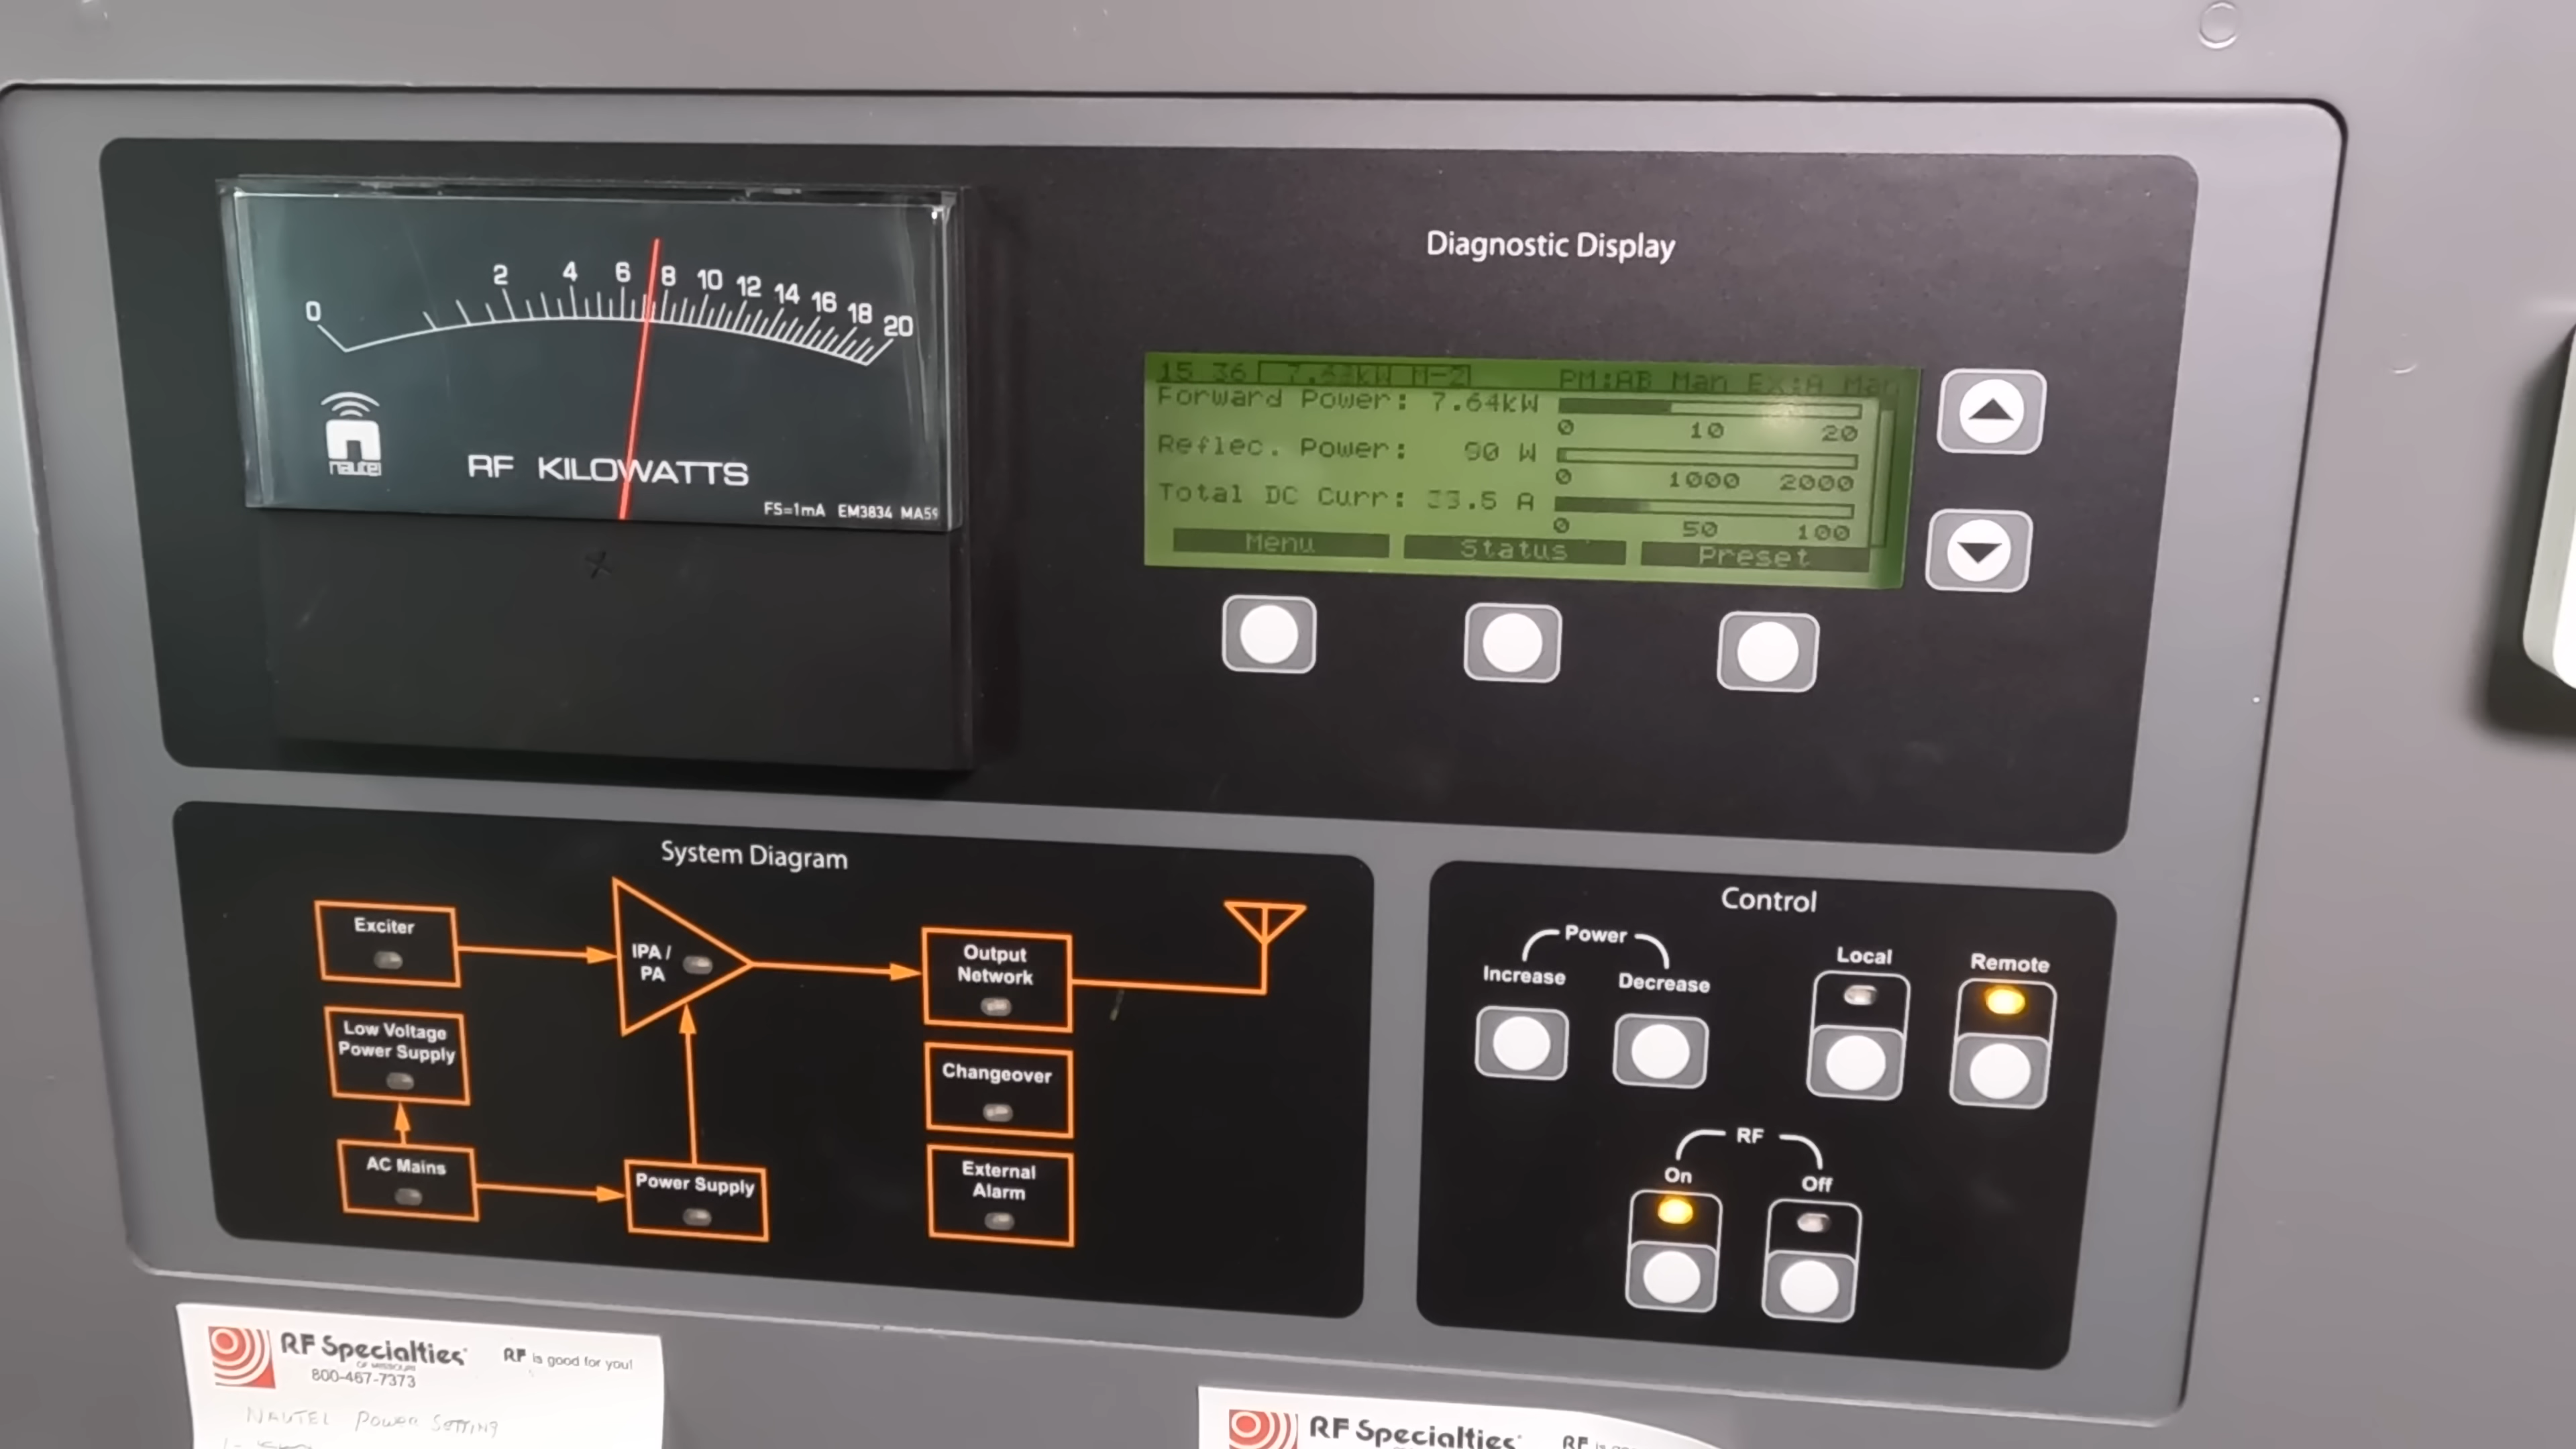 0 2 4 6 8 10 12 14 16 18 20
nautel
RF KILOWATTS
FS=1mA EM3834 MA59
Diagnostic Display
15 36 7.64kW M-2 PM:AB Man Ex:A Man
Forward Power: 7.64kW
0 10 20
Reflec. Power: 90 W
0 1000 2000
Total DC Curr: 33.5 A
0 50 100
Menu Status Preset
System Diagram
Exciter
IPA /
PA
Output
Network
Low Voltage
Power Supply
Changeover
AC Mains
Power Supply
External
Alarm
Control
Power
Increase Decrease
Local Remote
RF
On Off
RF Specialties
OF MISSOURI
800-467-7373
RF is good for you!
NAUTEL Power Setting
RF Specialties
RF is